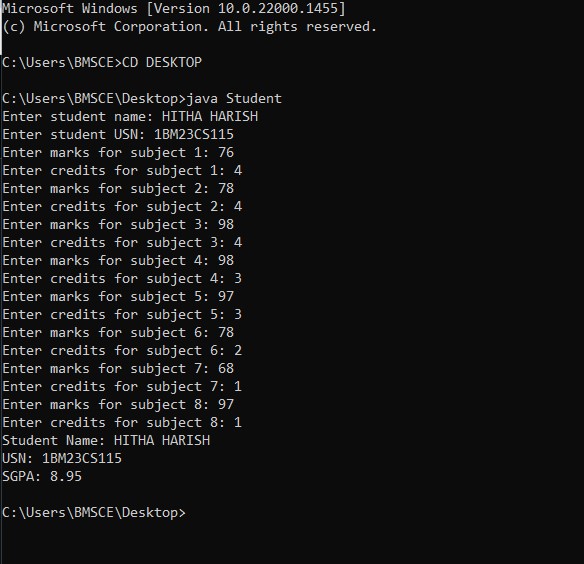 Microsoft Windows [Version 10.0.22000.1455]
(c) Microsoft Corporation. All rights reserved.
C:\Users\BMSCE>CD DESKTOP
C:\Users\BMSCE\Desktop>java Student
Enter student name: HITHA HARISH
Enter student USN: 1BM23CS115
Enter marks for subject 1: 76
Enter credits for subject 1: 4
Enter marks for subject 2: 78
Enter credits for subject 2: 4
Enter marks for subject 3: 98
Enter credits for subject 3: 4
Enter marks for subject 4: 98
Enter credits for subject 4: 3
Enter marks for subject 5: 97
Enter credits for subject 5: 3
Enter marks for subject 6: 78
Enter credits for subject 6: 2
Enter marks for subject 7: 68
Enter credits for subject 7: 1
Enter marks for subject 8: 97
Enter credits for subject 8: 1
Student Name: HITHA HARISH
USN: 1BM23CS115
SGPA: 8.95
C:\Users\BMSCE\Desktop>